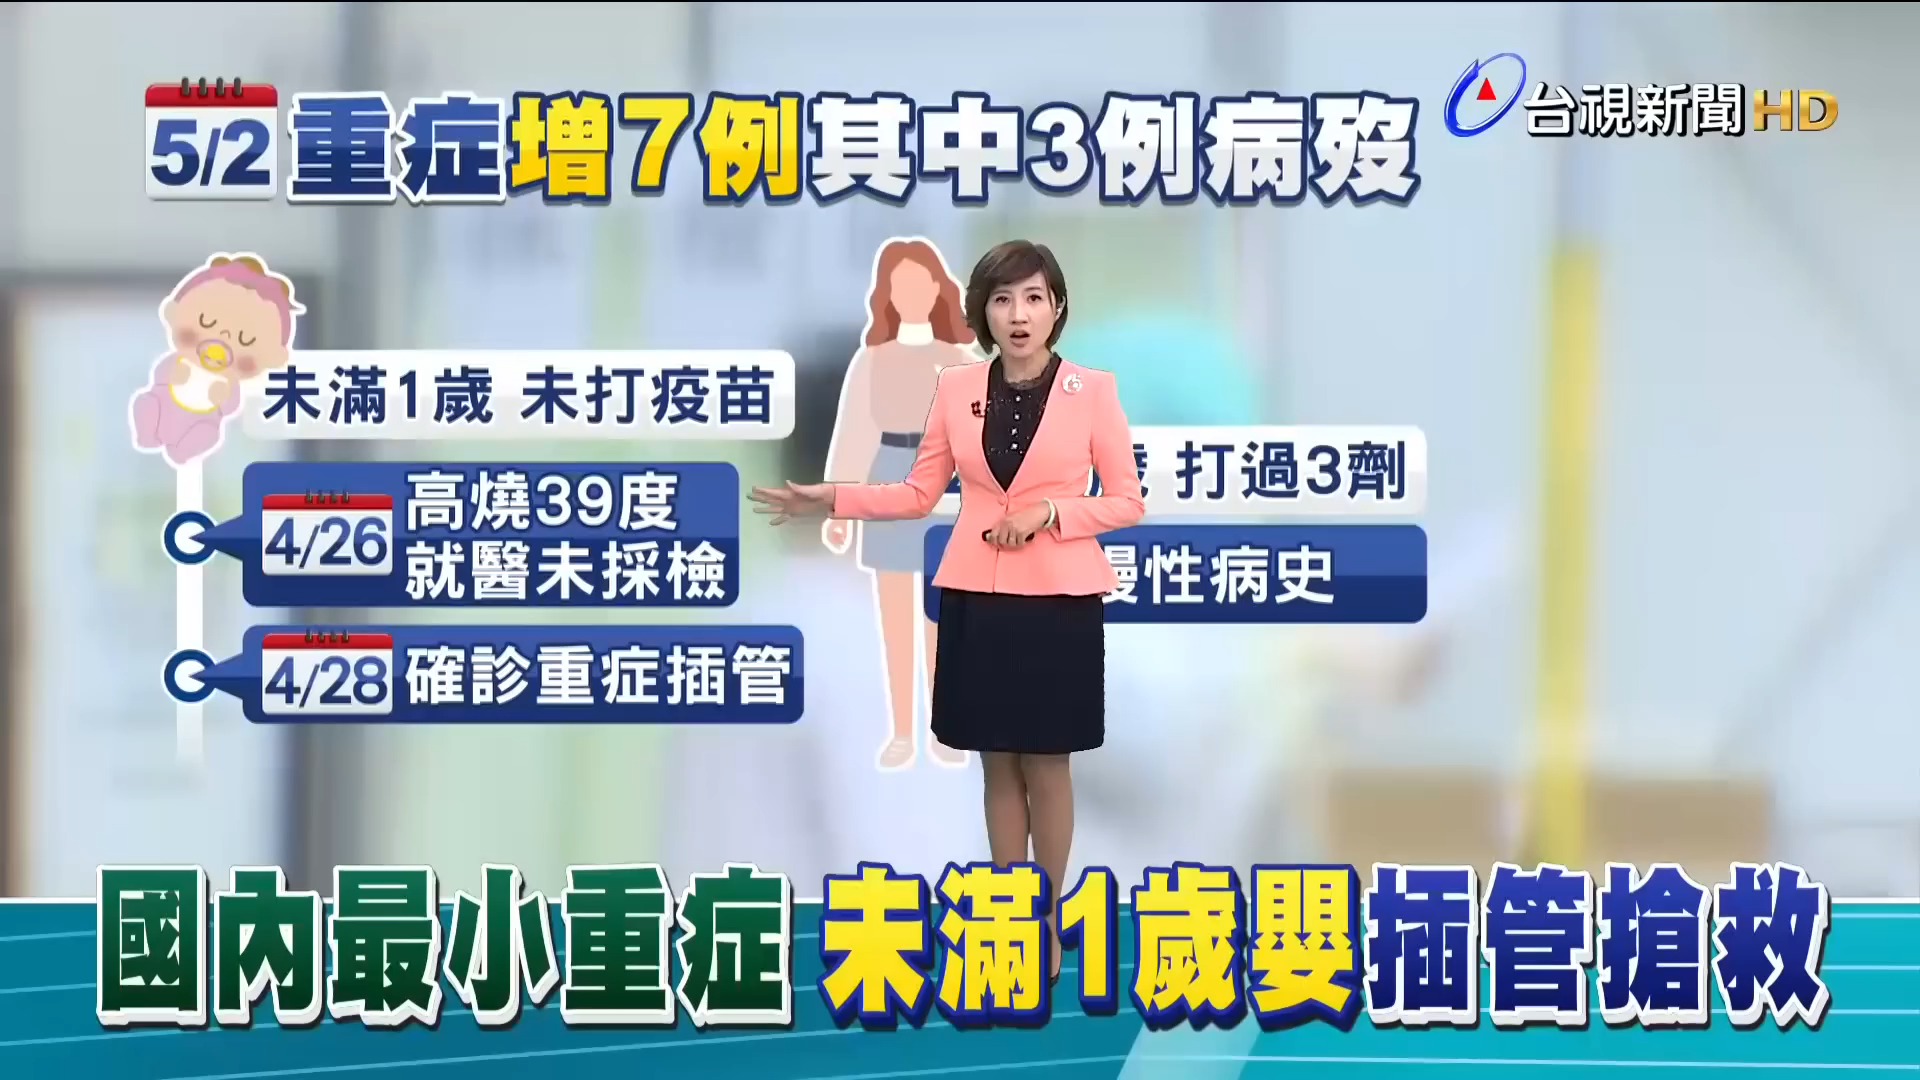 5/2 重症增7例其中3例病歿
台視新聞HD
未滿1歲 未打疫苗
4/26 高燒39度
就醫未採檢
4/28 確診重症插管
歲 打過3劑
慢性病史
國內最小重症 未滿1歲嬰插管搶救